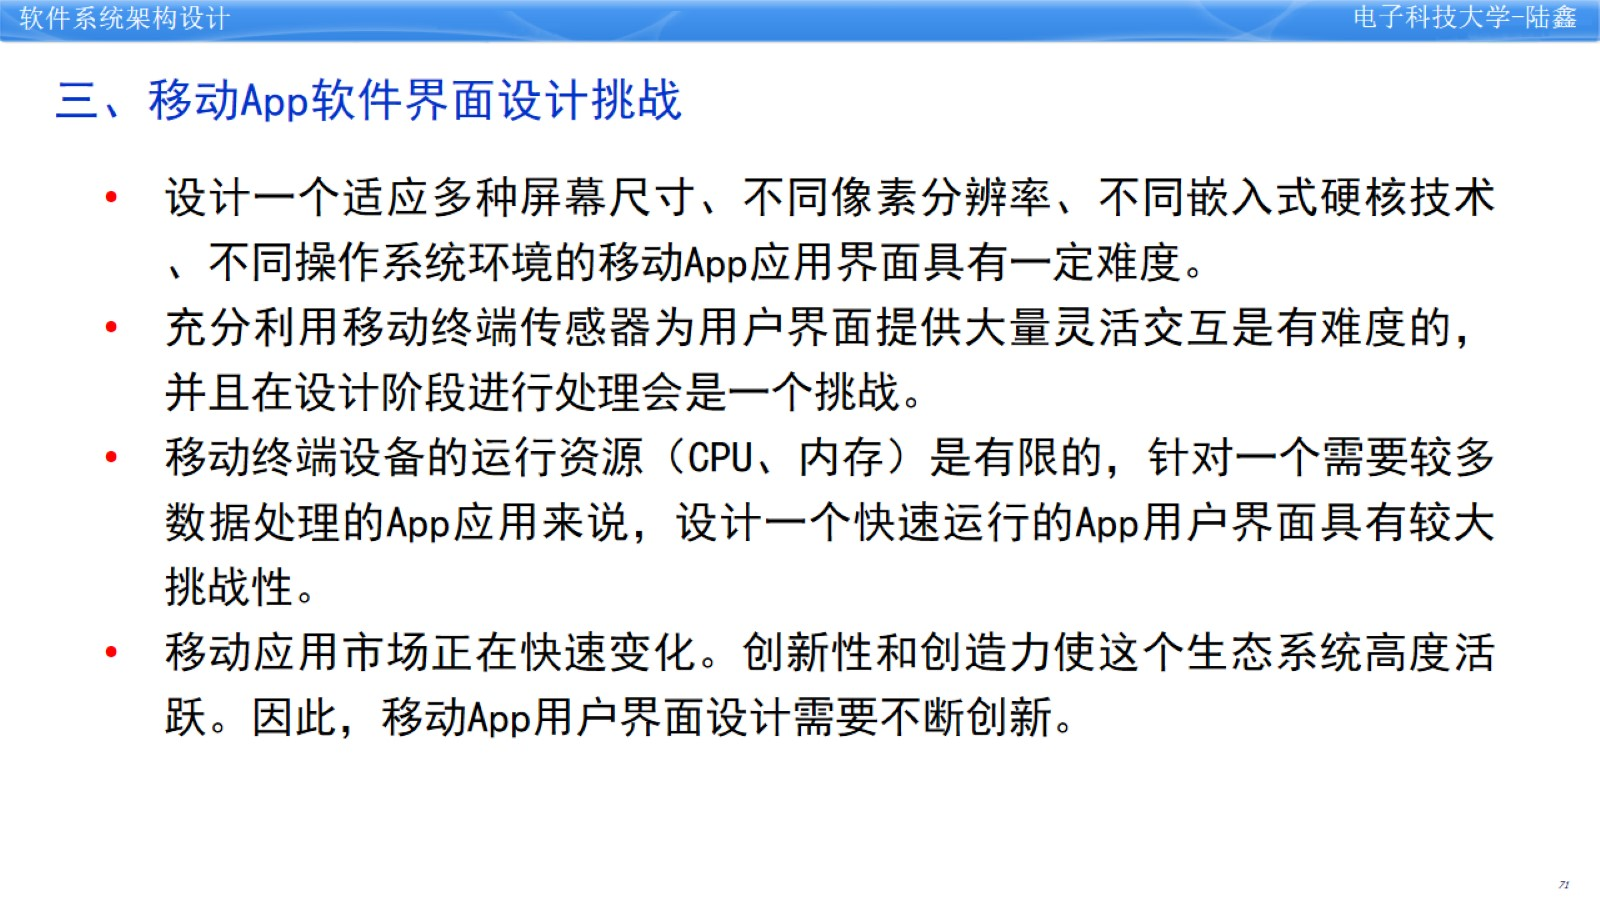 软件系统架构设计
电子科技大学-陆鑫
三、移动App软件界面设计挑战
• 设计一个适应多种屏幕尺寸、不同像素分辨率、不同嵌入式硬核技术
、不同操作系统环境的移动App应用界面具有一定难度。
• 充分利用移动终端传感器为用户界面提供大量灵活交互是有难度的，
并且在设计阶段进行处理会是一个挑战。
• 移动终端设备的运行资源（CPU、内存）是有限的，针对一个需要较多
数据处理的App应用来说，设计一个快速运行的App用户界面具有较大
挑战性。
• 移动应用市场正在快速变化。创新性和创造力使这个生态系统高度活
跃。因此，移动App用户界面设计需要不断创新。
71